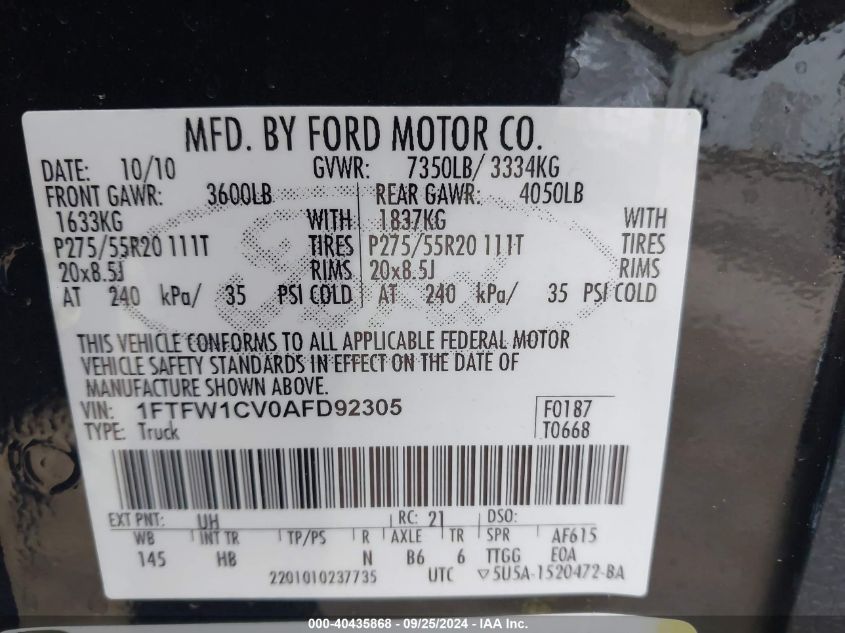 MFD. BY FORD MOTOR CO.
DATE: 10/10 GVWR: 7350LB/ 3334KG
FRONT GAWR: 3600LB REAR GAWR: 4050LB
1633KG WITH 1837KG WITH
P275/55R20 111T TIRES P275/55R20 111T TIRES
20x8.5J RIMS 20x8.5J RIMS
AT 240 kPa/ 35 PSI COLD AT 240 kPa/ 35 PSI COLD
THIS VEHICLE CONFORMS TO ALL APPLICABLE FEDERAL MOTOR
VEHICLE SAFETY STANDARDS IN EFFECT ON THE DATE OF
MANUFACTURE SHOWN ABOVE.
VIN: 1FTFW1CV0AFD92305 F0187
TYPE: Truck T0668
EXT PNT: UH RC: 21 DSO:
WB INT TR TP/PS R AXLE TR SPR AF615
145 HB N B6 6 TTGG EOA
2201010237735 UTC ▽5U5A-1520472-BA
000-40435868 - 09/25/2024 - IAA Inc.